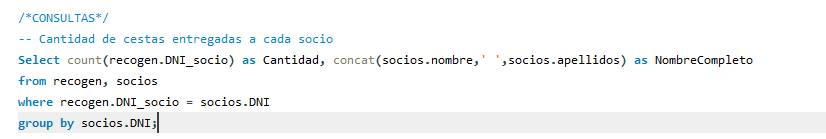 /*CONSULTAS*/
-- Cantidad de cestas entregadas a cada socio
Select count(recogen.DNI_socio) as Cantidad, concat(socios.nombre,' ',socios.apellidos) as NombreCompleto
from recogen, socios
where recogen.DNI_socio = socios.DNI
group by socios.DNI;